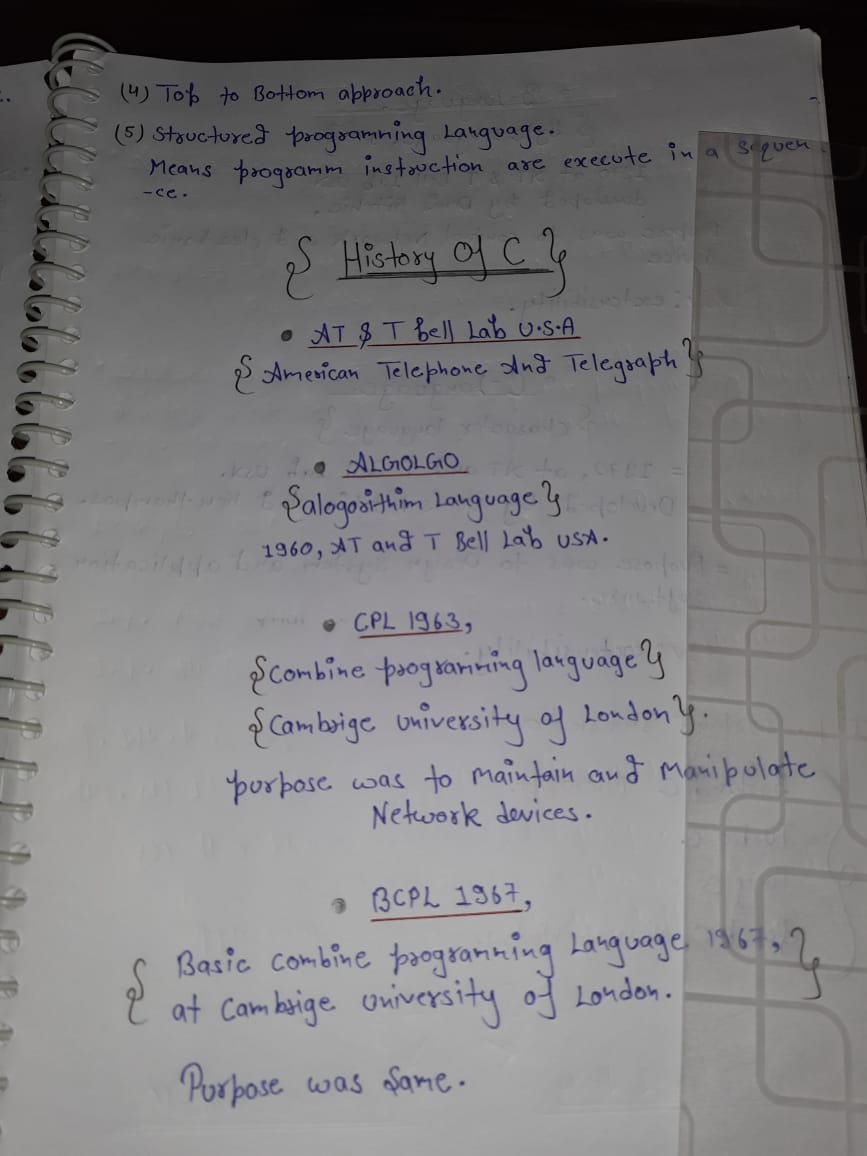 (4) Top to Bottom approach.
(5) Structured programming Language.
Means programm instruction are execute in a sequen
-ce.
{ History Of C }
• AT & T Bell Lab U.S.A
{ American Telephone And Telegraph }
• ALGOLGO
{ alogorithim Language }
1960, AT and T Bell Lab USA.
• CPL 1963,
{ Combine programming language }
{ Cambrige University of London }.
purpose was to maintain and Manipulate
Network devices.
• BCPL 1967,
{ Basic Combine programming Language 1967, }
at Cambrige University of London.
Purpose was Same.